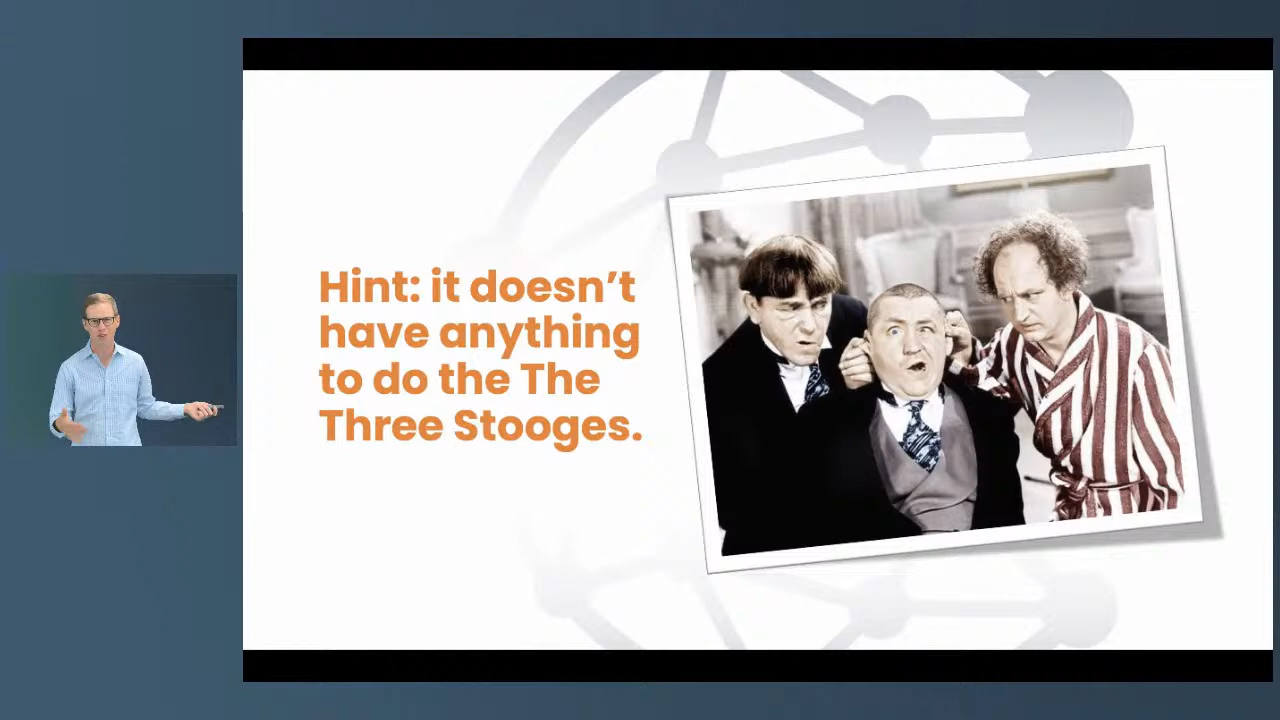 Hint: it doesn’t
have anything
to do the The
Three Stooges.